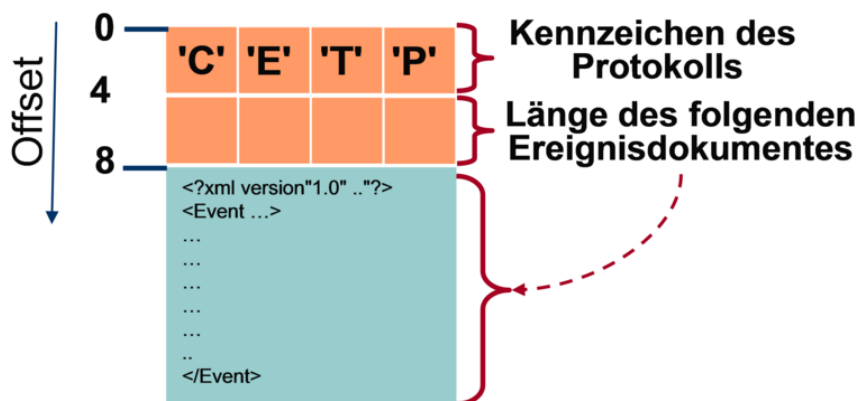 Offset
0
'C' 'E' 'T' 'P'
Kennzeichen des
Protokolls
4
Länge des folgenden
Ereignisdokumentes
8
<?xml version"1.0" .."?>
<Event …>
…
…
…
…
…
..
</Event>